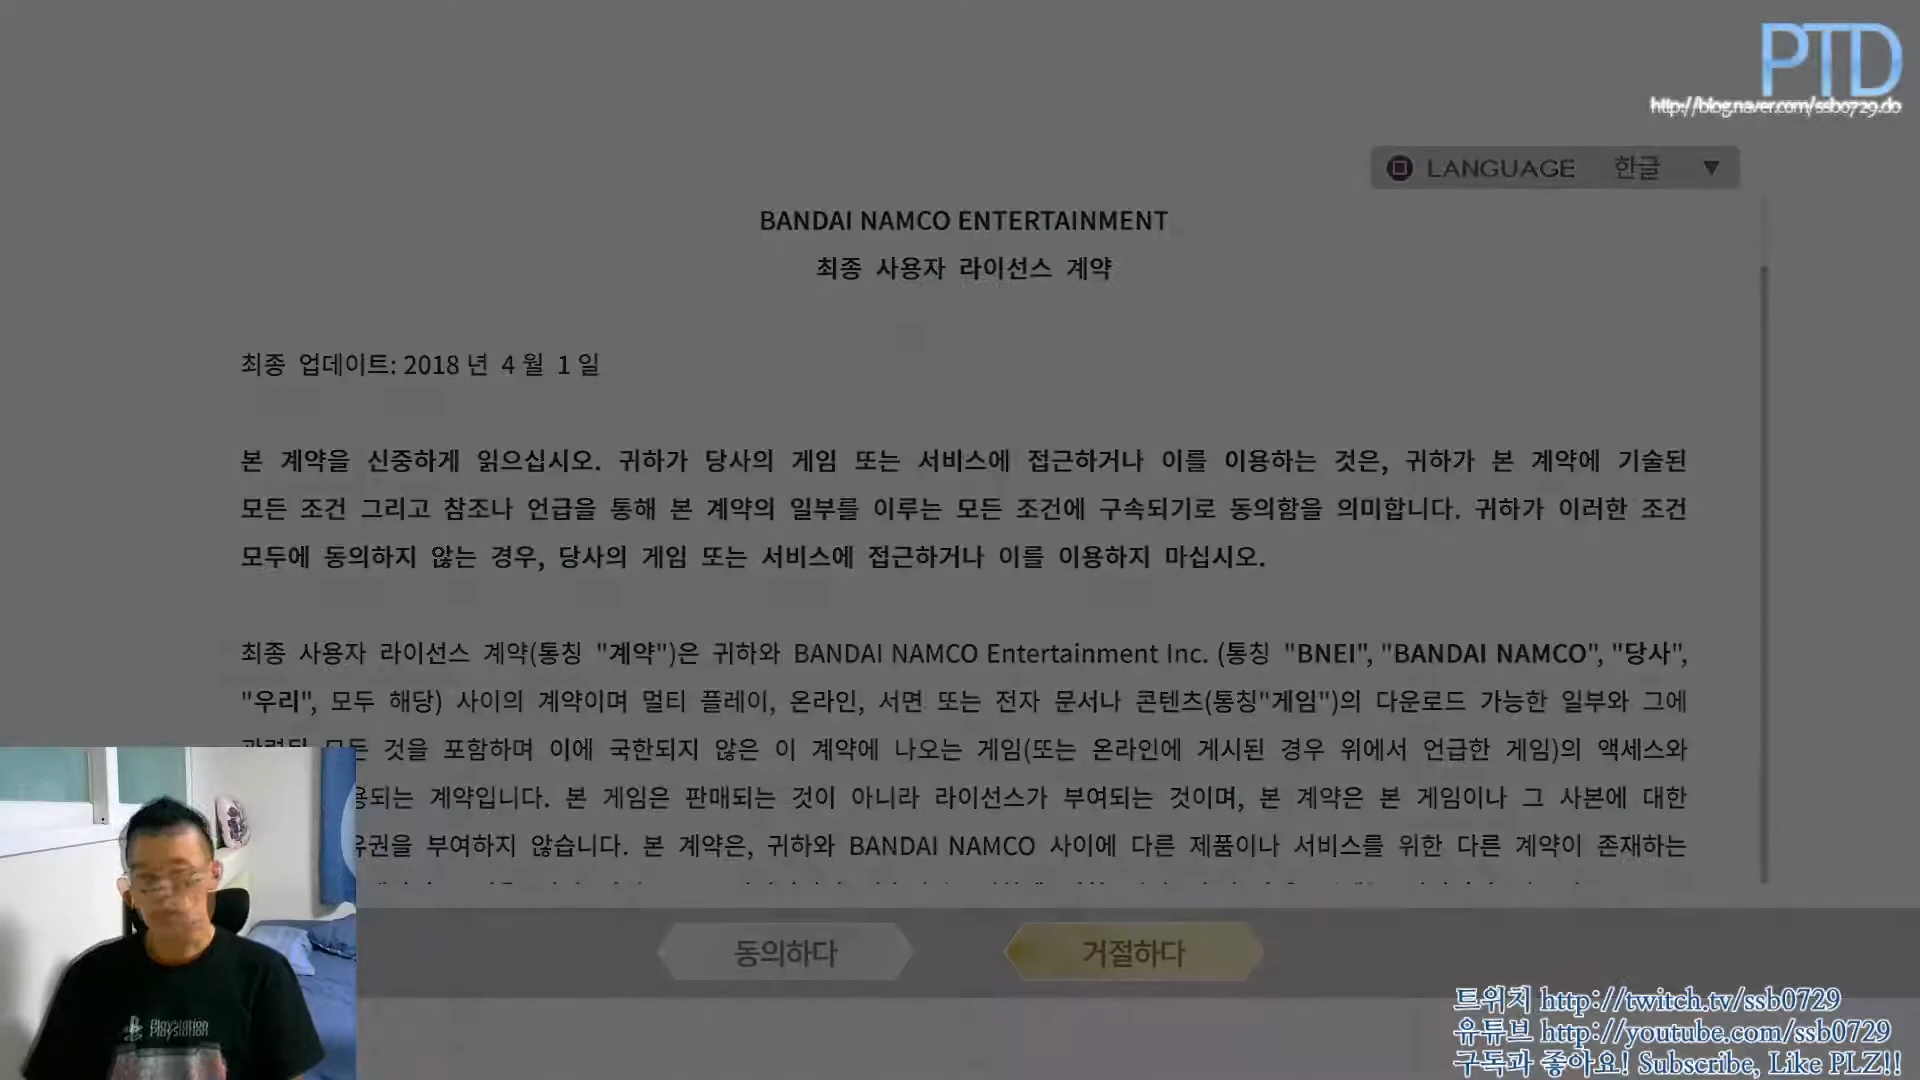 PTD
http://blog.naver.com/ssb0729.do
LANGUAGE 한글 ▼
BANDAI NAMCO ENTERTAINMENT
최종 사용자 라이선스 계약
최종 업데이트: 2018년 4월 1일
본 계약을 신중하게 읽으십시오. 귀하가 당사의 게임 또는 서비스에 접근하거나 이를 이용하는 것은, 귀하가 본 계약에 기술된
모든 조건 그리고 참조나 언급을 통해 본 계약의 일부를 이루는 모든 조건에 구속되기로 동의함을 의미합니다. 귀하가 이러한 조건
모두에 동의하지 않는 경우, 당사의 게임 또는 서비스에 접근하거나 이를 이용하지 마십시오.
최종 사용자 라이선스 계약(통칭 "계약")은 귀하와 BANDAI NAMCO Entertainment Inc. (통칭 "BNEI", "BANDAI NAMCO", "당사",
"우리", 모두 해당) 사이의 계약이며 멀티 플레이, 온라인, 서면 또는 전자 문서나 콘텐츠(통칭"게임")의 다운로드 가능한 일부와 그에
것을 포함하며 이에 국한되지 않은 이 계약에 나오는 게임(또는 온라인에 게시된 경우 위에서 언급한 게임)의 액세스와
용되는 계약입니다. 본 게임은 판매되는 것이 아니라 라이선스가 부여되는 것이며, 본 계약은 본 게임이나 그 사본에 대한
유권을 부여하지 않습니다. 본 계약은, 귀하와 BANDAI NAMCO 사이에 다른 제품이나 서비스를 위한 다른 계약이 존재하는
동의하다
거절하다
PlayStation
트위치 http://twitch.tv/ssb0729
유튜브 http://youtube.com/ssb0729
구독과 좋아요! Subscribe, Like PLZ!!